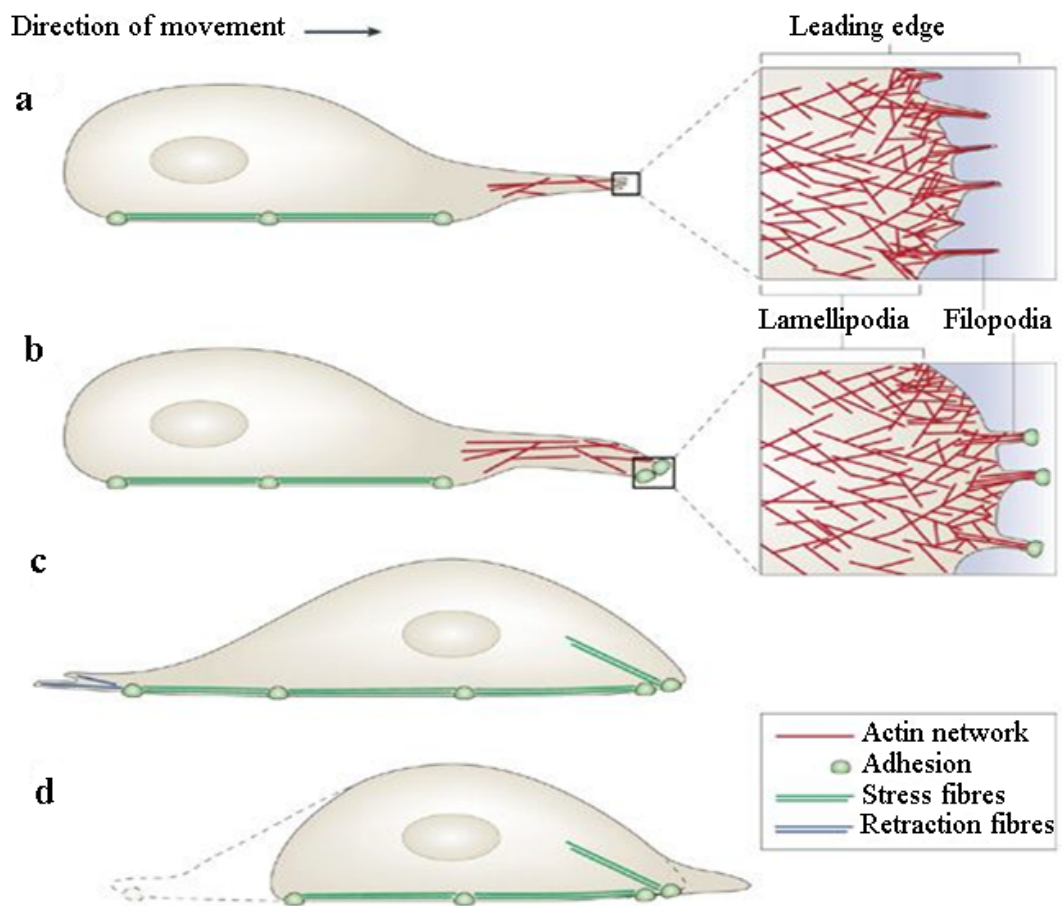 Direction of movement
Leading edge
a
Lamellipodia
Filopodia
b
c
Actin network
Adhesion
Stress fibres
Retraction fibres
d